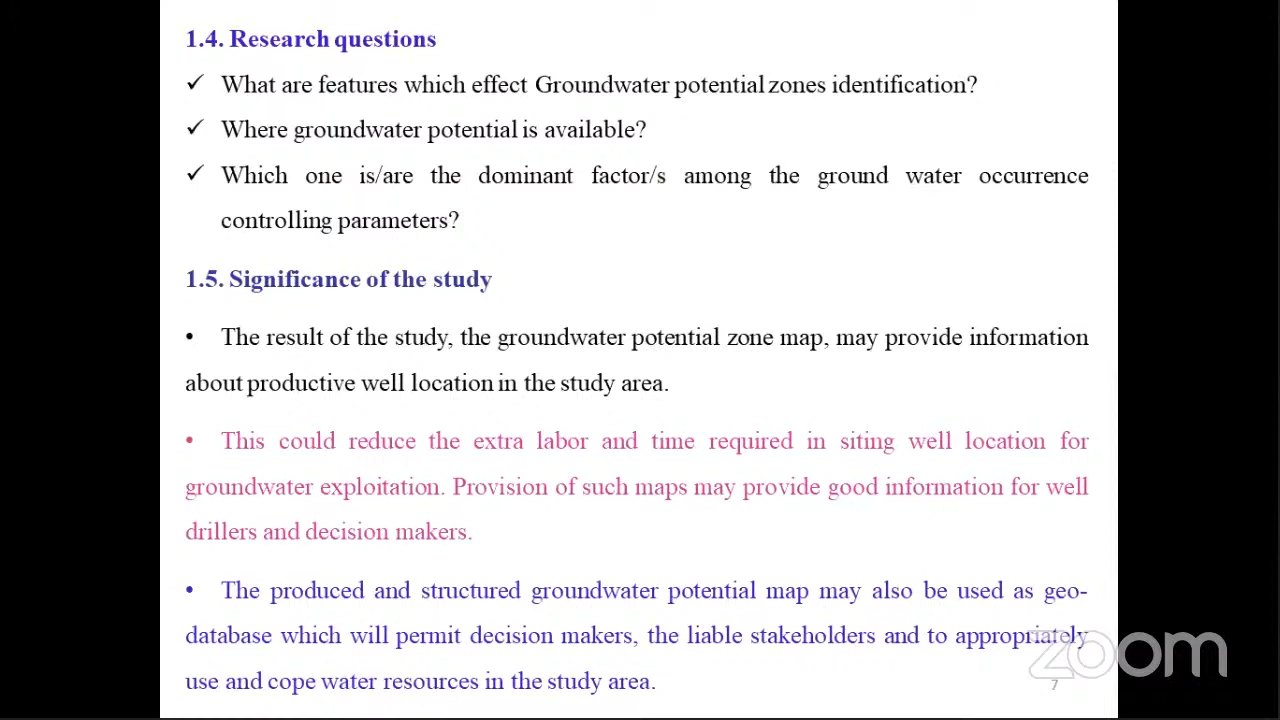 1.4. Research questions
✓ What are features which effect Groundwater potential zones identification?
✓ Where groundwater potential is available?
✓ Which one is/are the dominant factor/s among the ground water occurrence
controlling parameters?
1.5. Significance of the study
• The result of the study, the groundwater potential zone map, may provide information
about productive well location in the study area.
• This could reduce the extra labor and time required in siting well location for
groundwater exploitation. Provision of such maps may provide good information for well
drillers and decision makers.
• The produced and structured groundwater potential map may also be used as geo-
database which will permit decision makers, the liable stakeholders and to appropriately
use and cope water resources in the study area.
zoom
7